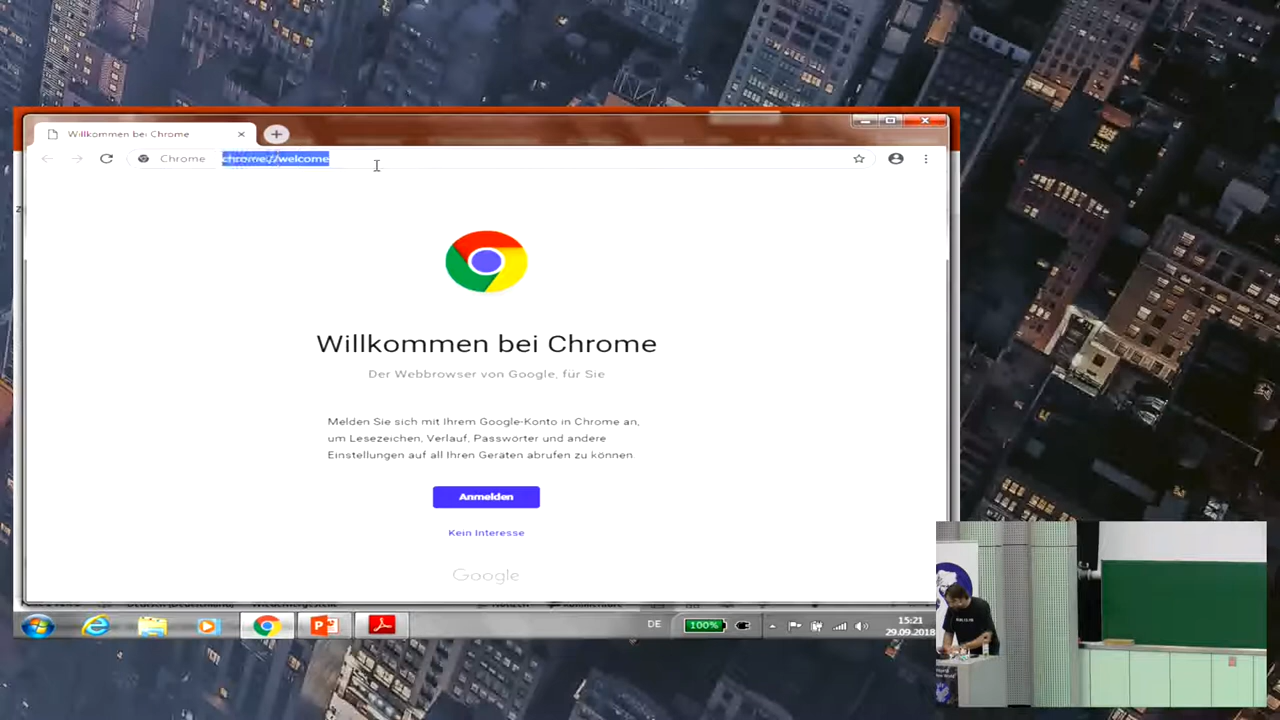 Willkommen bei Chrome
Chrome
chrome://welcome
Willkommen bei Chrome
Der Webbrowser von Google, für Sie
Melden Sie sich mit Ihrem Google-Konto in Chrome an,
um Lesezeichen, Verlauf, Passwörter und andere
Einstellungen auf all Ihren Geräten abrufen zu können.
Anmelden
Kein Interesse
Google
DE
100%
15:21
29.09.2018